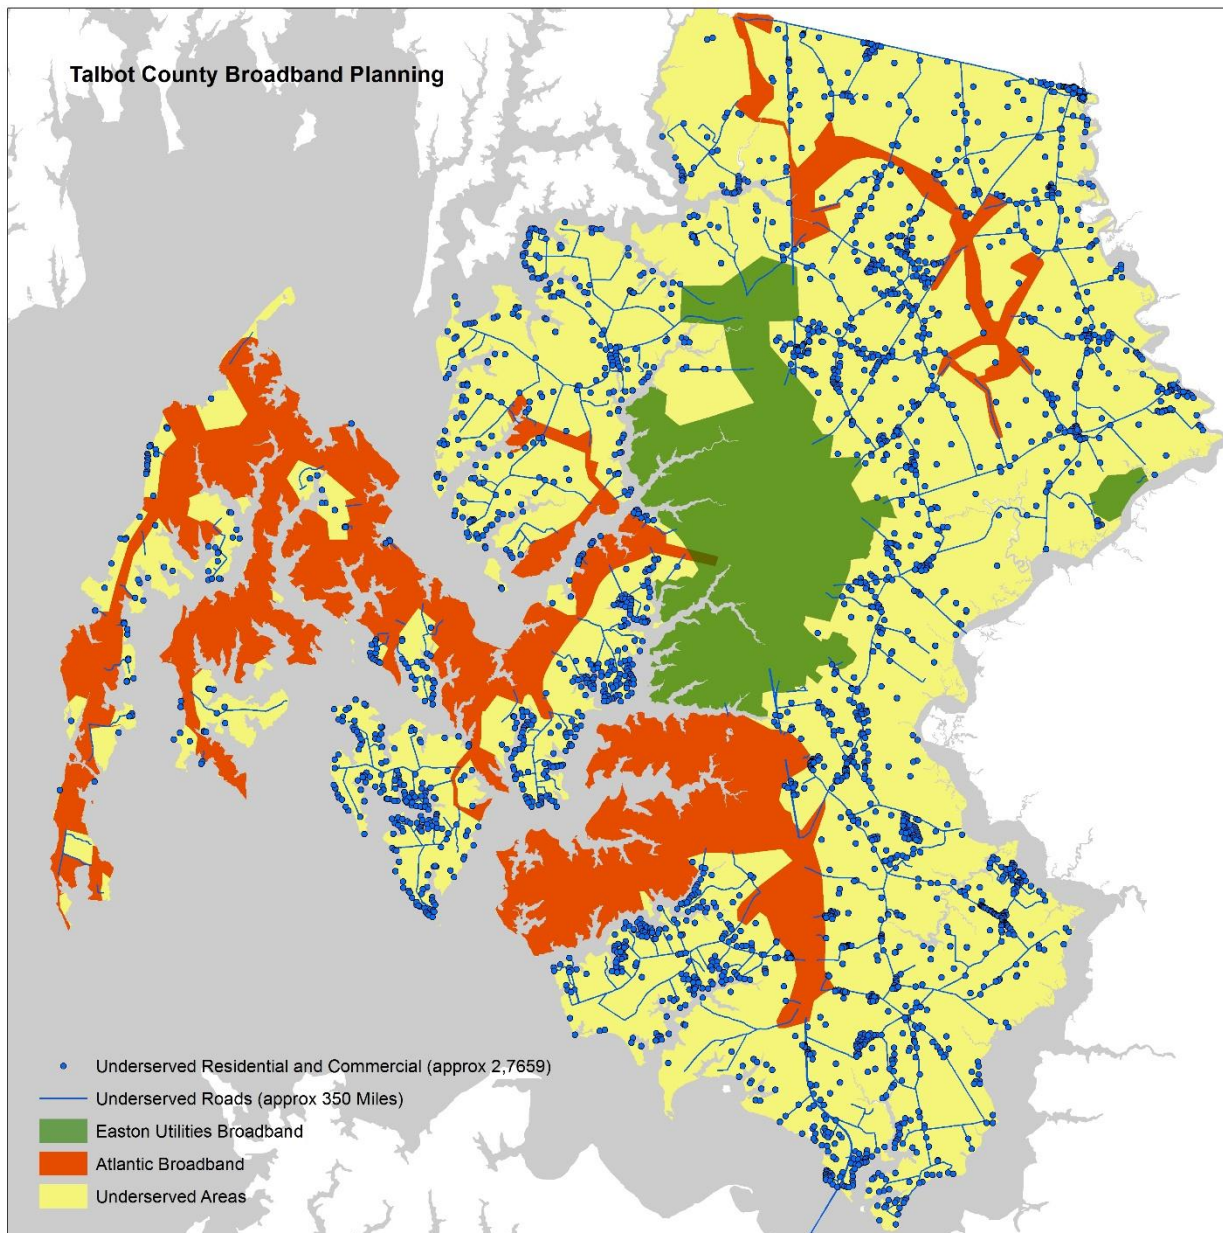 Talbot County Broadband Planning
Underserved Residential and Commercial (approx 2,7659)
Underserved Roads (approx 350 Miles)
Easton Utilities Broadband
Atlantic Broadband
Underserved Areas